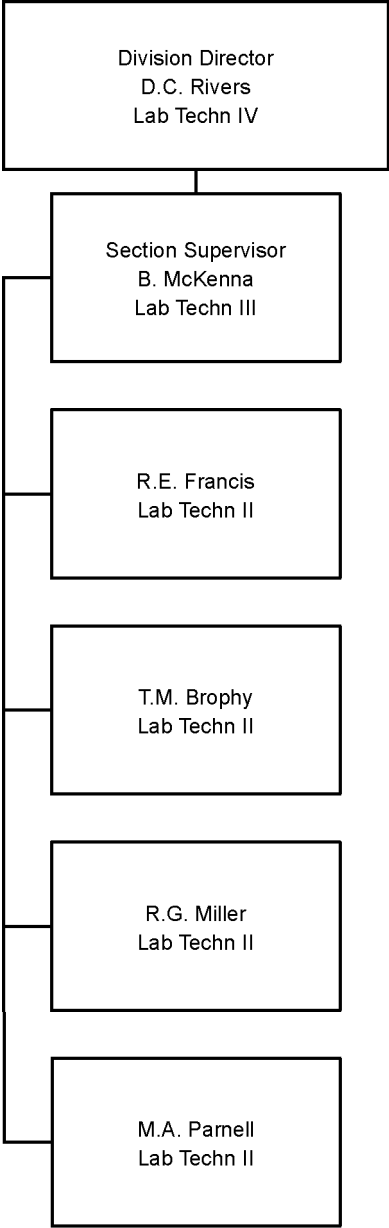 Division Director
D.C. Rivers
Lab Techn IV
Section Supervisor
B. McKenna
Lab Techn III
R.E. Francis
Lab Techn II
T.M. Brophy
Lab Techn II
R.G. Miller
Lab Techn II
M.A. Parnell
Lab Techn II